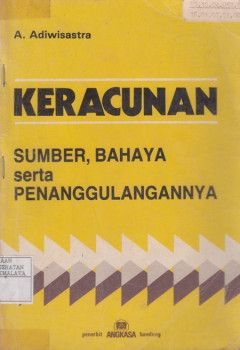 A. Adiwisastra
KERACUNAN
SUMBER, BAHAYA
serta
PENANGGULANGANNYA
penerbit ANGKASA bandung